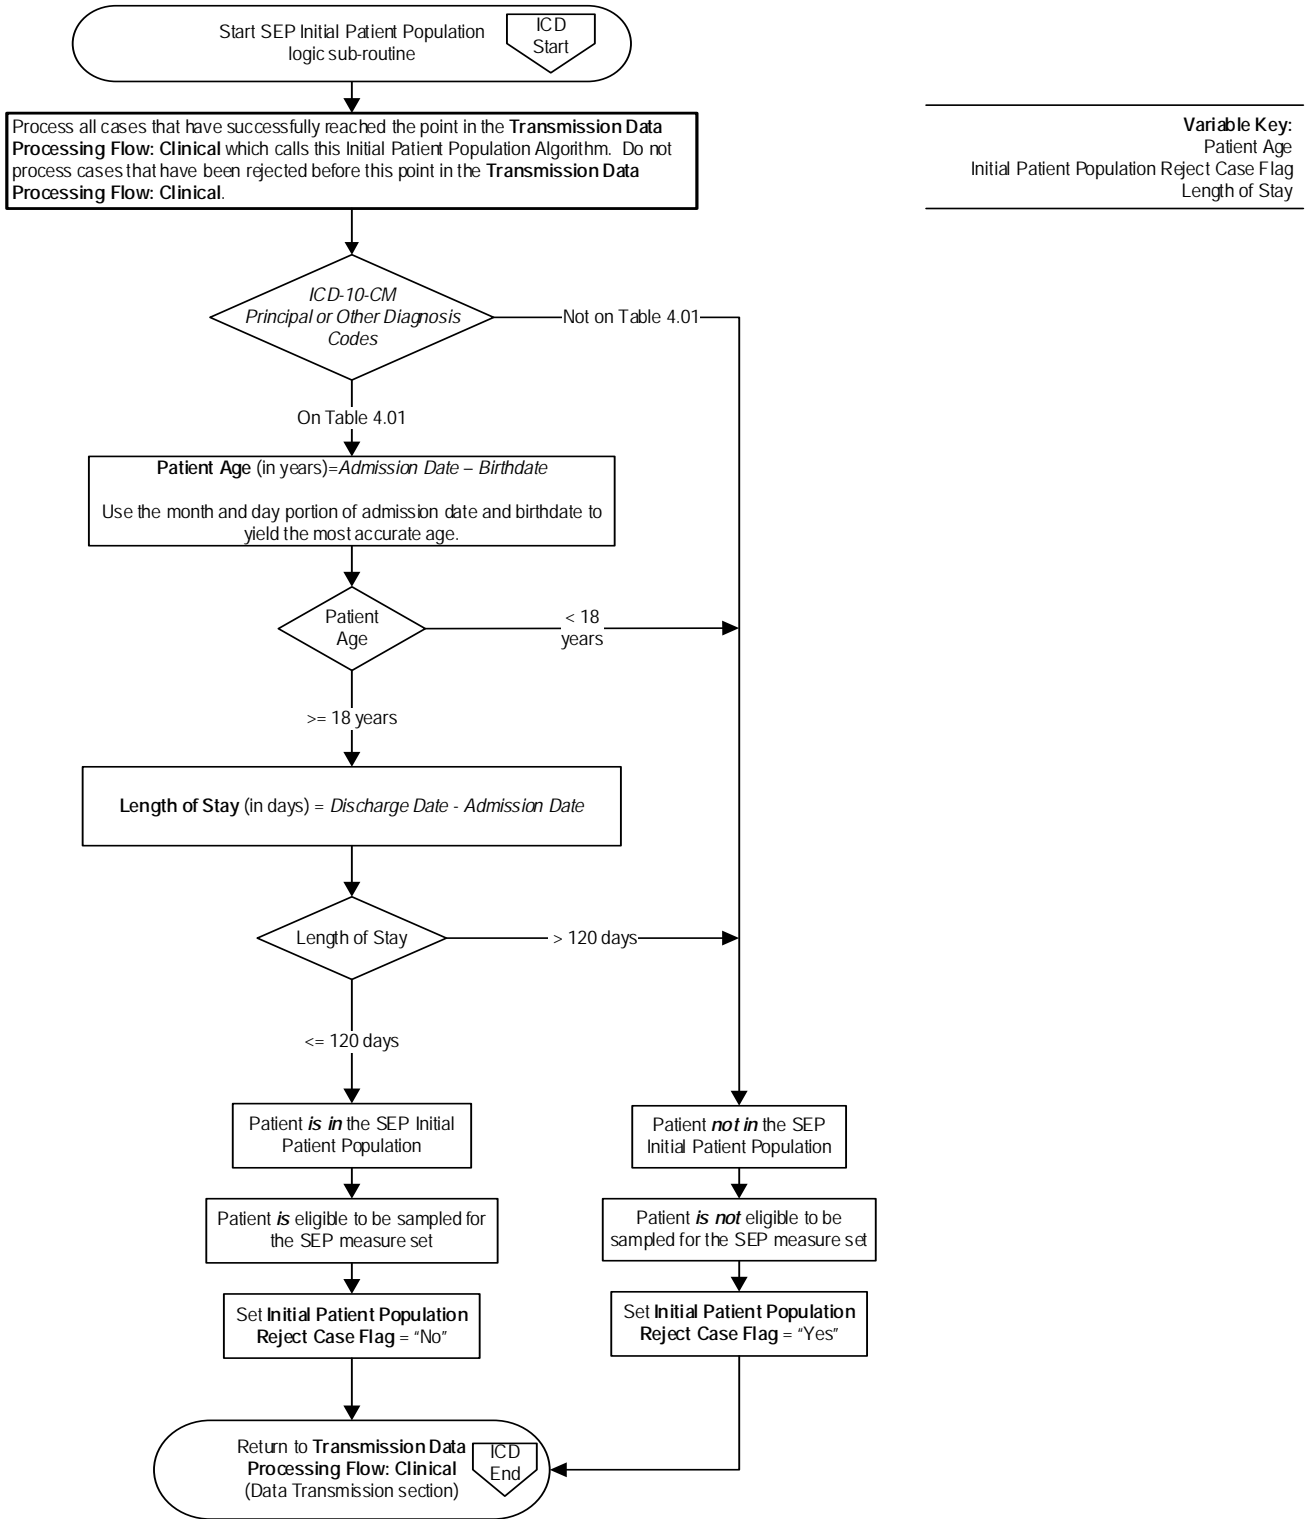 Start SEP Initial Patient Population
logic sub-routine
ICD
Start
Process all cases that have successfully reached the point in the Transmission Data
Processing Flow: Clinical which calls this Initial Patient Population Algorithm. Do not
process cases that have been rejected before this point in the Transmission Data
Processing Flow: Clinical.
Variable Key:
Patient Age
Initial Patient Population Reject Case Flag
Length of Stay
ICD-10-CM
Principal or Other Diagnosis
Codes
Not on Table 4.01
On Table 4.01
Patient Age (in years)=Admission Date – Birthdate
Use the month and day portion of admission date and birthdate to
yield the most accurate age.
Patient
Age
< 18
years
>= 18 years
Length of Stay (in days) = Discharge Date - Admission Date
Length of Stay
> 120 days
<= 120 days
Patient is in the SEP Initial
Patient Population
Patient not in the SEP
Initial Patient Population
Patient is eligible to be sampled for
the SEP measure set
Patient is not eligible to be
sampled for the SEP measure set
Set Initial Patient Population
Reject Case Flag = “No”
Set Initial Patient Population
Reject Case Flag = “Yes”
Return to Transmission Data
Processing Flow: Clinical
(Data Transmission section)
ICD
End